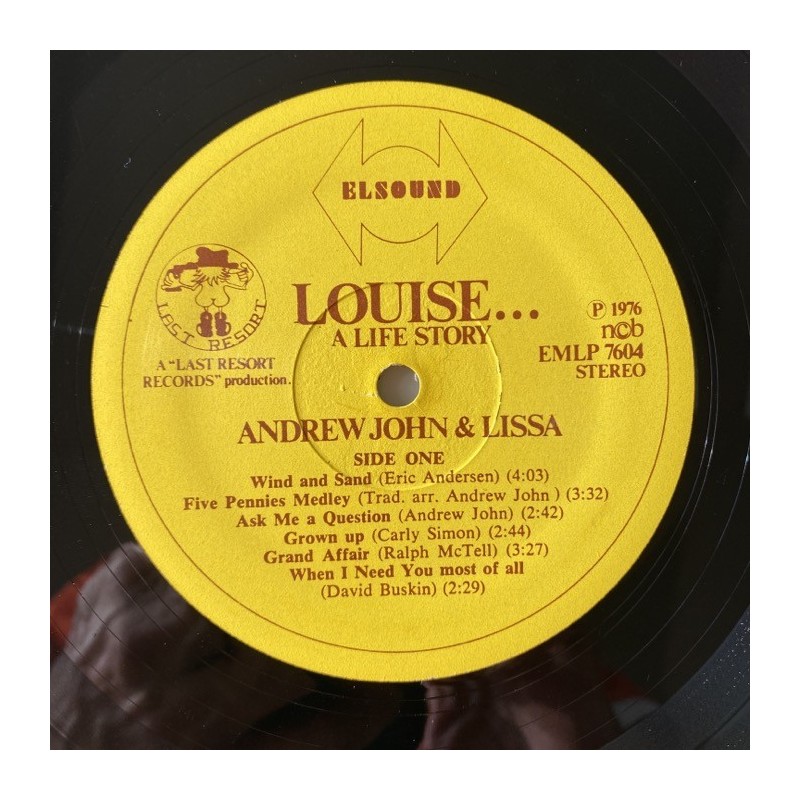 ELSOUND
LAST RESORT
A "LAST RESORT
RECORDS" production.
LOUISE...
A LIFE STORY
Ⓟ 1976
n©b
EMLP 7604
STEREO
ANDREW JOHN & LISSA
SIDE ONE
Wind and Sand (Eric Andersen) (4:03)
Five Pennies Medley (Trad. arr. Andrew John ) (3:32)
Ask Me a Question (Andrew John) (2:42)
Grown up (Carly Simon) (2:44)
Grand Affair (Ralph McTell) (3:27)
When I Need You most of all
(David Buskin) (2:29)